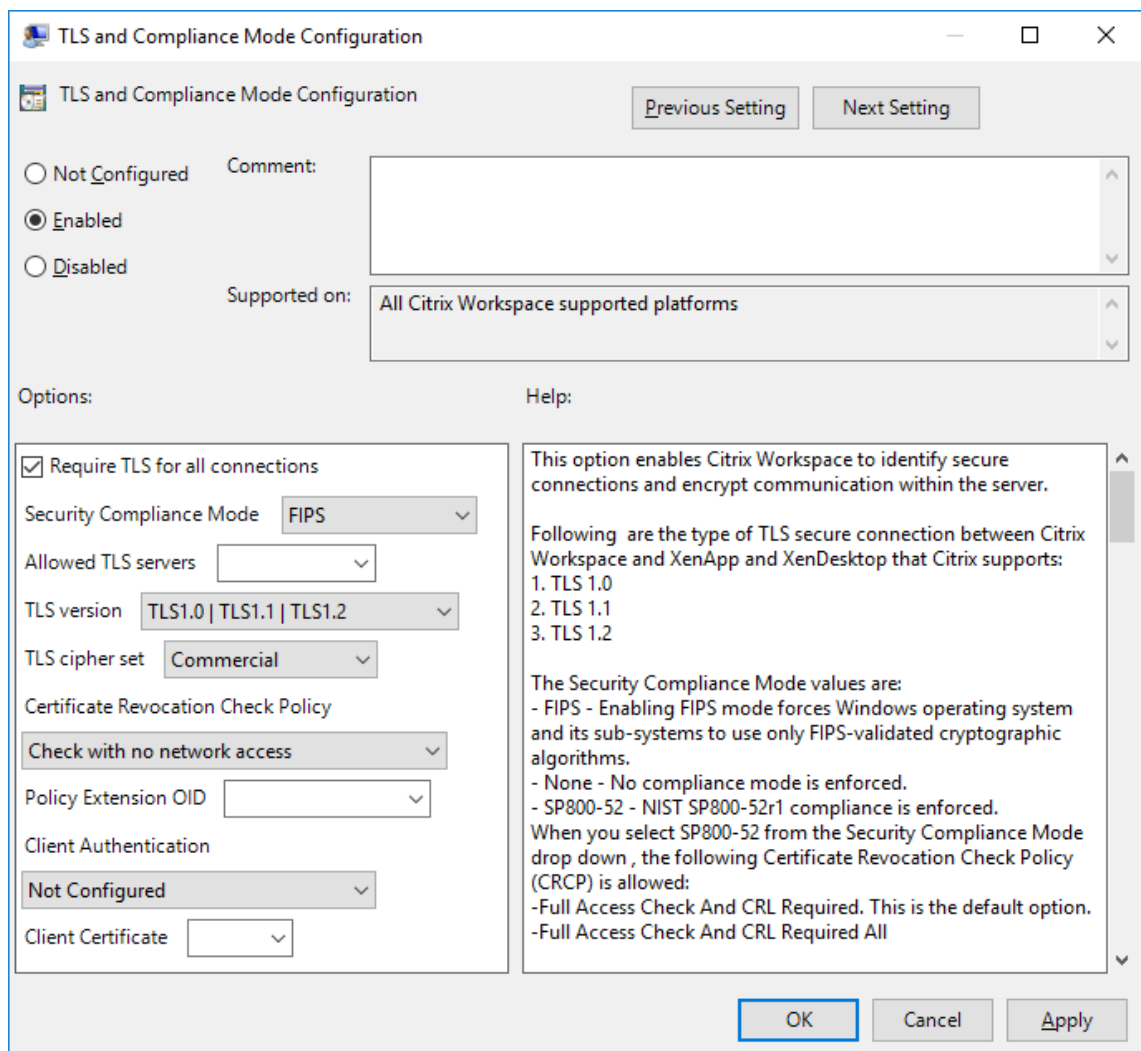 TLS and Compliance Mode Configuration
TLS and Compliance Mode Configuration
Previous Setting
Next Setting
Not Configured
Comment:
Enabled
Disabled
Supported on:
All Citrix Workspace supported platforms
Options:
Help:
Require TLS for all connections
Security Compliance Mode FIPS
Allowed TLS servers
TLS version TLS1.0 | TLS1.1 | TLS1.2
TLS cipher set Commercial
Certificate Revocation Check Policy
Check with no network access
Policy Extension OID
Client Authentication
Not Configured
Client Certificate
This option enables Citrix Workspace to identify secure
connections and encrypt communication within the server.
Following are the type of TLS secure connection between Citrix
Workspace and XenApp and XenDesktop that Citrix supports:
1. TLS 1.0
2. TLS 1.1
3. TLS 1.2
The Security Compliance Mode values are:
- FIPS - Enabling FIPS mode forces Windows operating system
and its sub-systems to use only FIPS-validated cryptographic
algorithms.
- None - No compliance mode is enforced.
- SP800-52 - NIST SP800-52r1 compliance is enforced.
When you select SP800-52 from the Security Compliance Mode
drop down , the following Certificate Revocation Check Policy
(CRCP) is allowed:
-Full Access Check And CRL Required. This is the default option.
-Full Access Check And CRL Required All
OK
Cancel
Apply